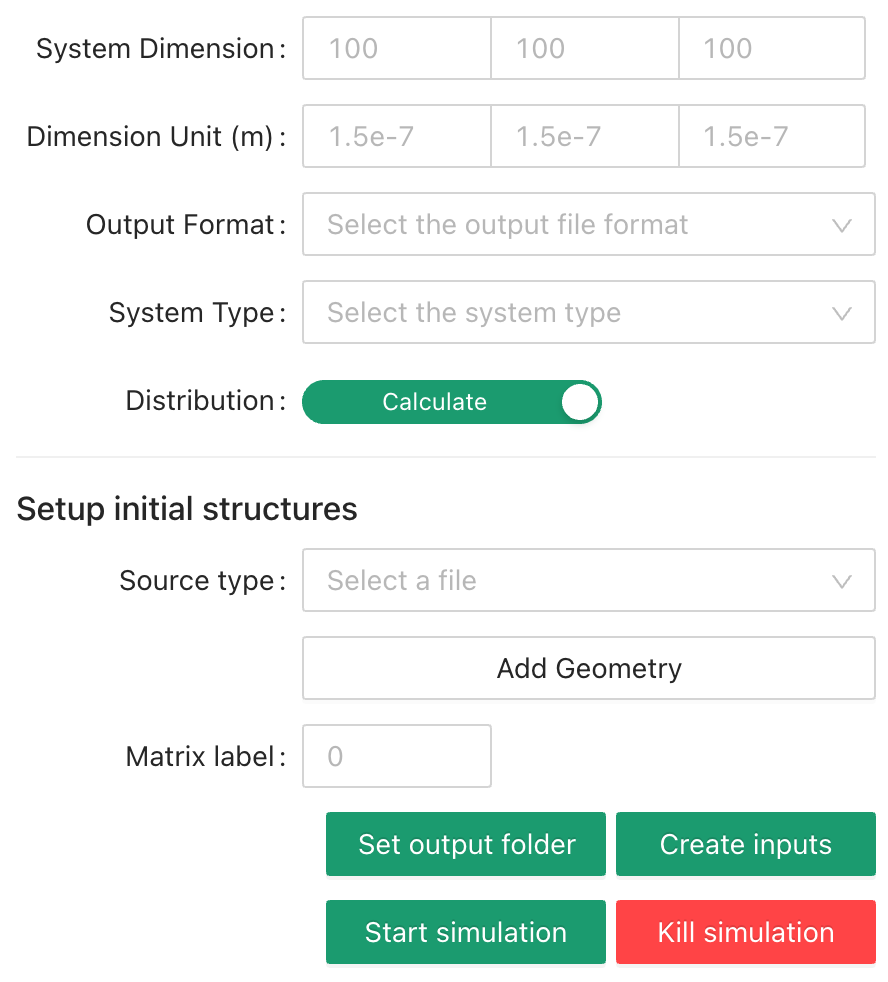 System Dimension: 100 100 100
Dimension Unit (m): 1.5e-7 1.5e-7 1.5e-7
Output Format: Select the output file format
System Type: Select the system type
Distribution: Calculate
Setup initial structures
Source type: Select a file
Add Geometry
Matrix label: 0
Set output folder Create inputs
Start simulation Kill simulation